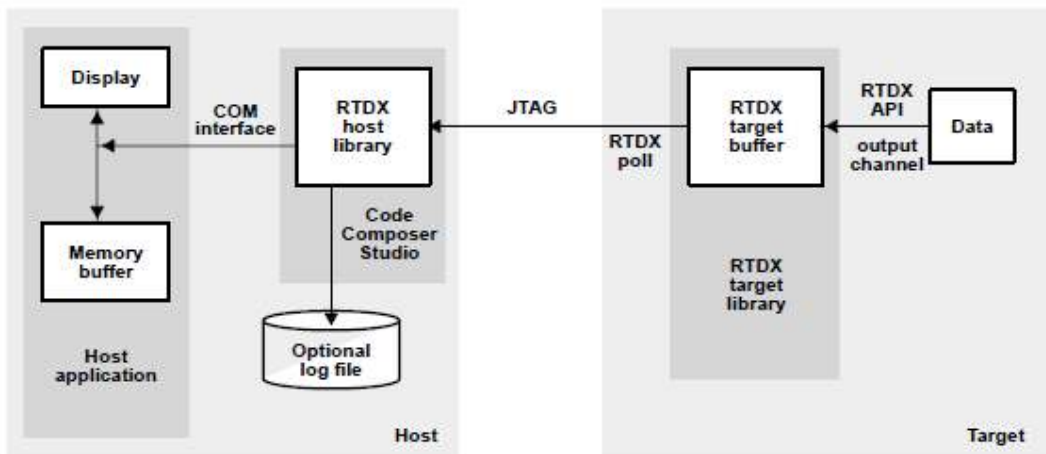 Display
COM
interface
Memory
buffer
Host
application
RTDX
host
library
Code
Composer
Studio
Optional
log file
Host
JTAG
RTDX
poll
RTDX
target
buffer
RTDX
target
library
RTDX
API
output
channel
Data
Target